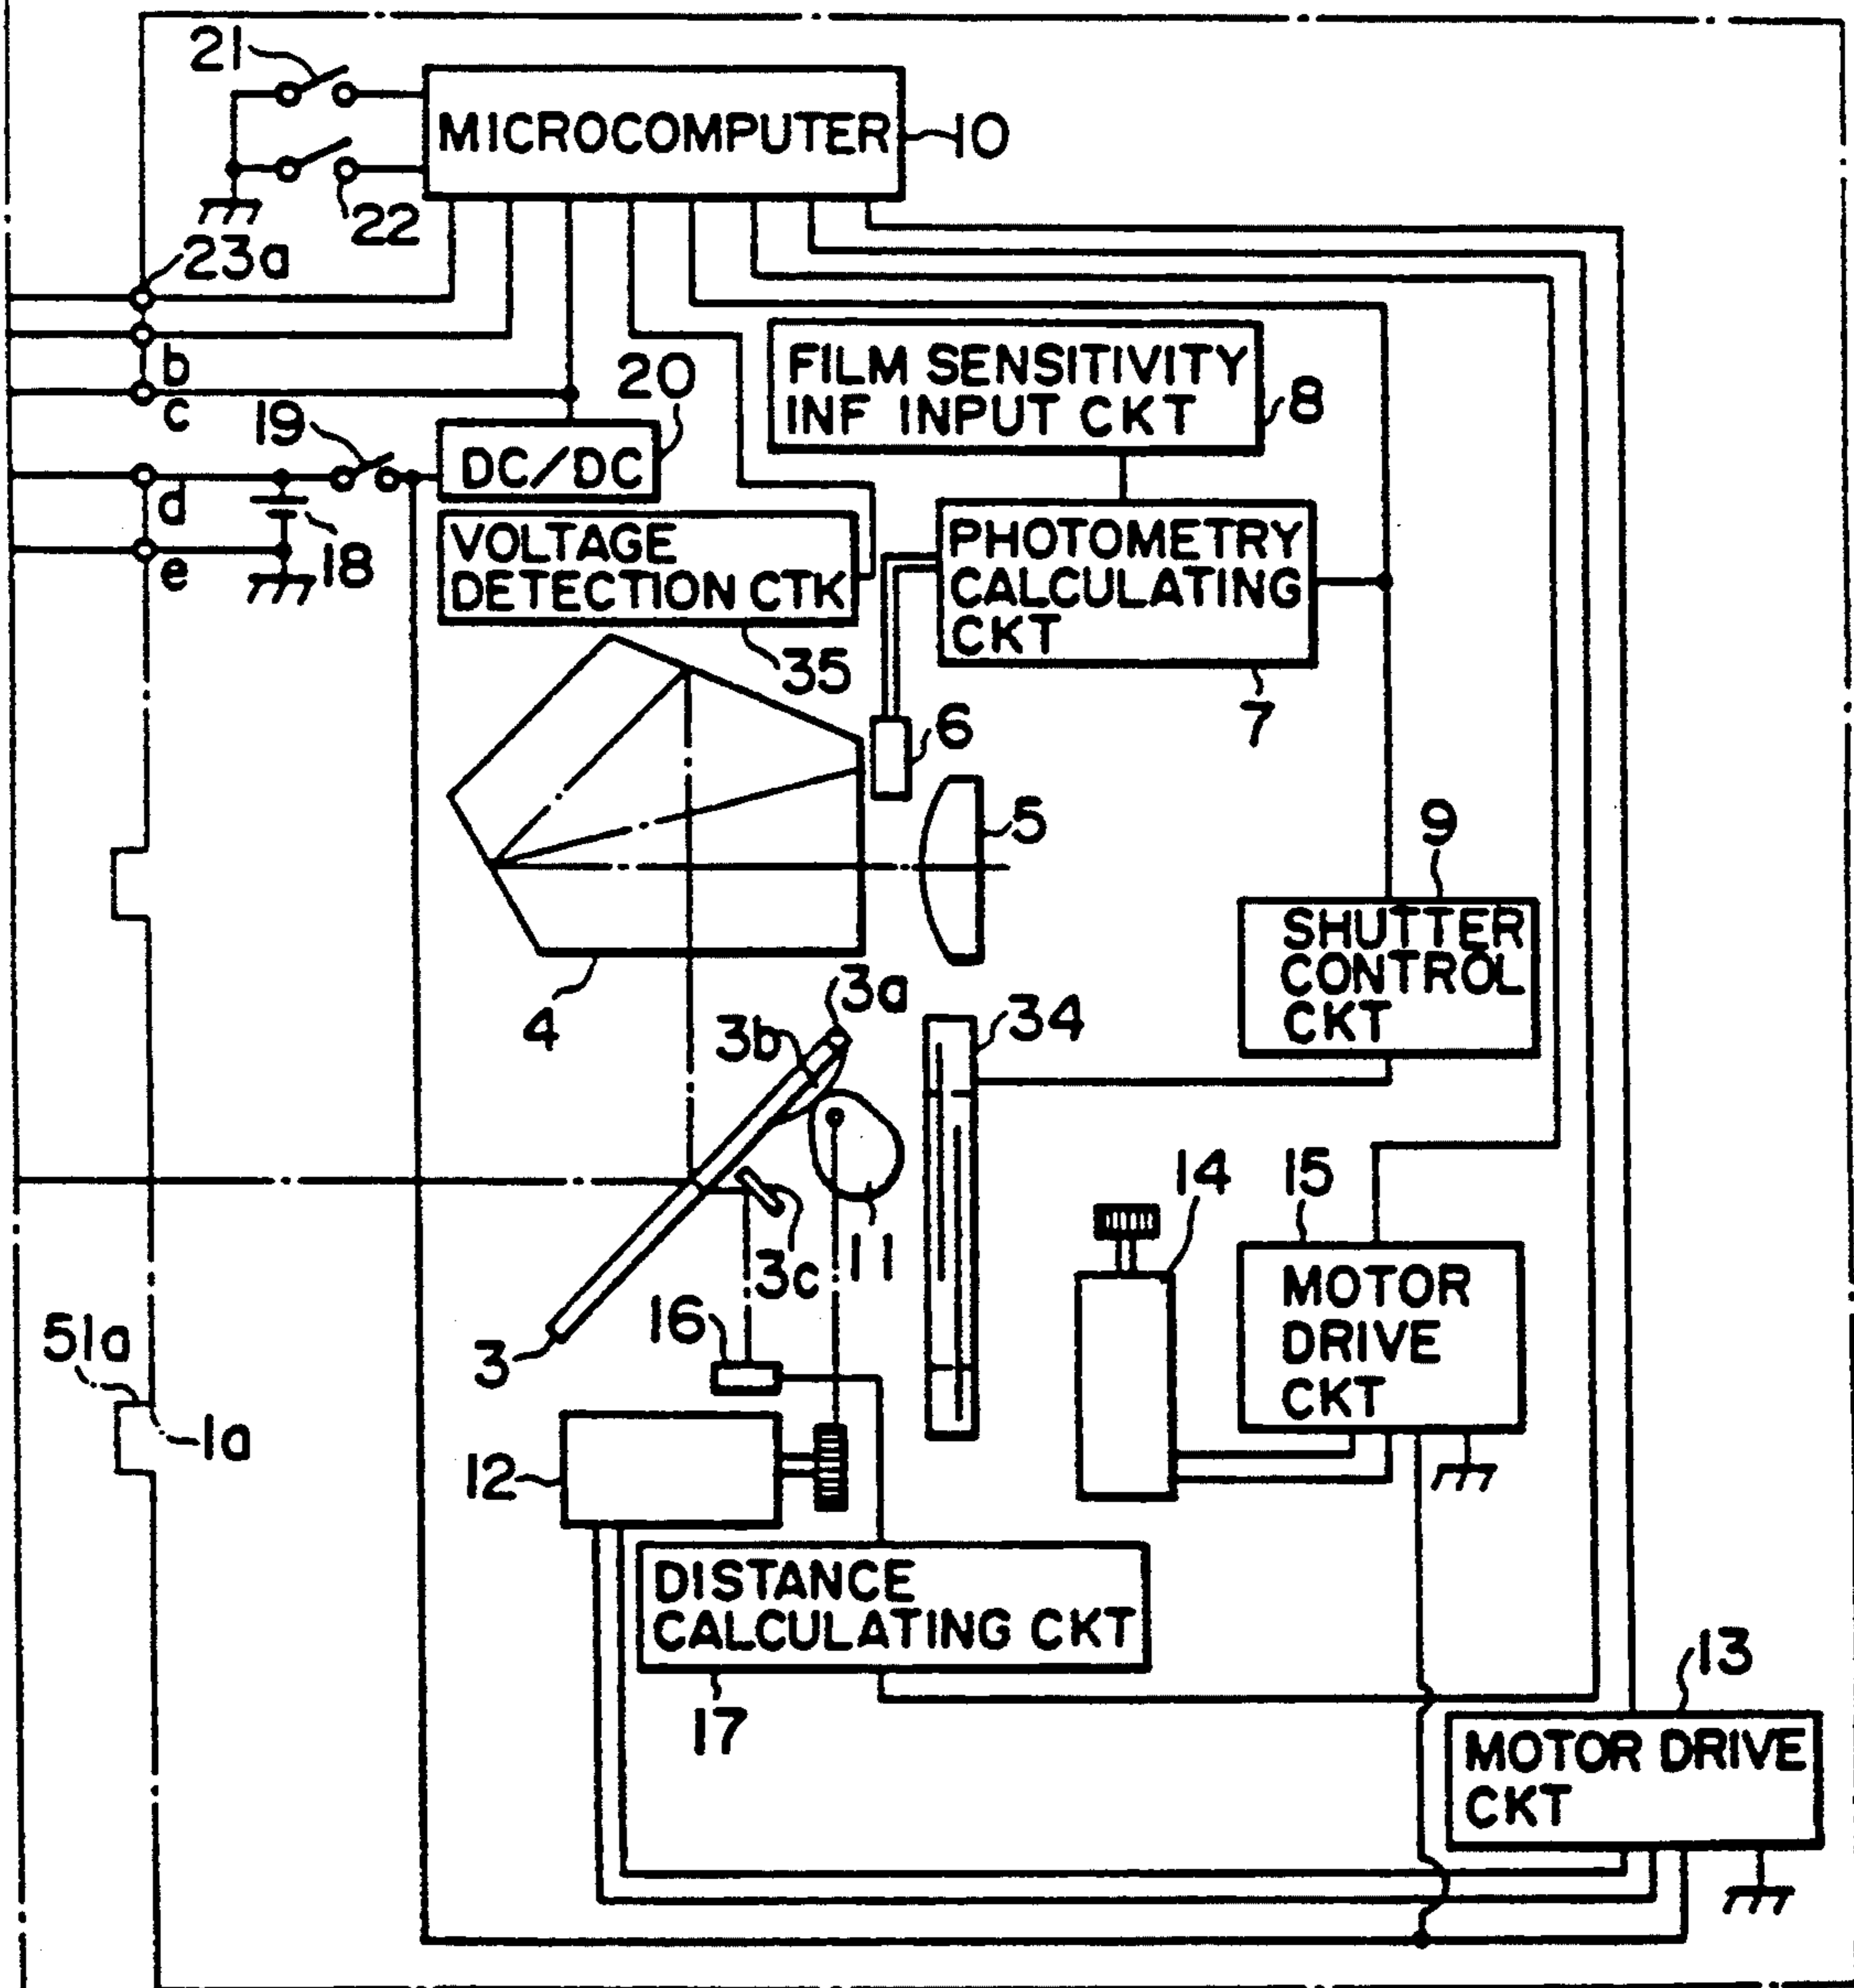 21
MICROCOMPUTER
10
22
23a
b
c
20
19
FILM SENSITIVITY
INF INPUT CKT
8
DC/DC
d
18
e
VOLTAGE
DETECTION CTK
35
PHOTOMETRY
CALCULATING
CKT
7
6
5
9
4
3a
3b
34
SHUTTER
CONTROL
CKT
14
15
3c
11
MOTOR
DRIVE
CKT
16
51a
3
1a
12
DISTANCE
CALCULATING CKT
17
13
MOTOR DRIVE
CKT